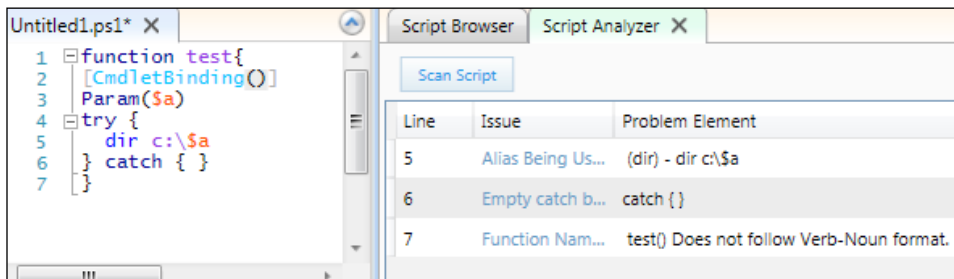 Untitled1.ps1* X
1 function test{
2 [CmdletBinding()]
3 Param($a)
4 try {
5 dir c:\$a
6 } catch { }
7 }
Script Browser Script Analyzer X
Scan Script
Line Issue Problem Element
5 Alias Being Us... (dir) - dir c:\$a
6 Empty catch b... catch { }
7 Function Nam... test() Does not follow Verb-Noun format.